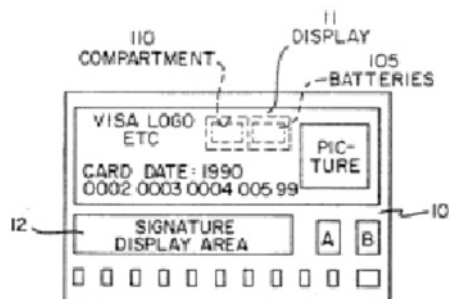 110
COMPARTMENT
11
DISPLAY
105
BATTERIES
VISA LOGO
ETC
PIC-
TURE
CARD DATE: 1990
0002 0003 0004 005 99
10
12
SIGNATURE
DISPLAY AREA
A
B